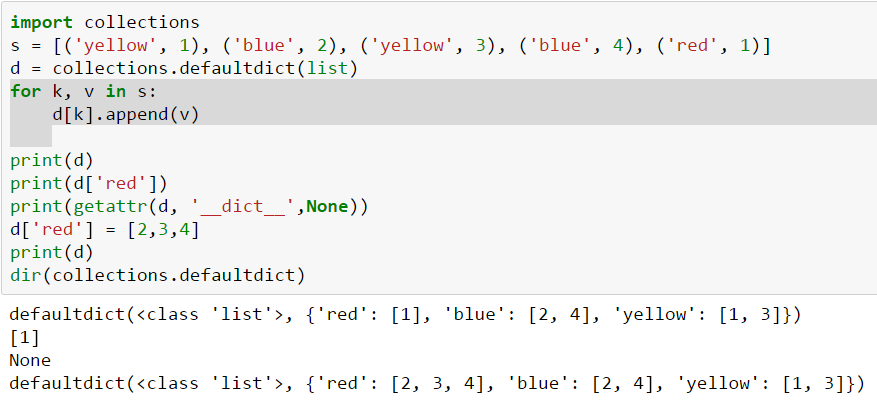 import collections
s = [('yellow', 1), ('blue', 2), ('yellow', 3), ('blue', 4), ('red', 1)]
d = collections.defaultdict(list)
for k, v in s:
    d[k].append(v)
print(d)
print(d['red'])
print(getattr(d, '__dict__',None))
d['red'] = [2,3,4]
print(d)
dir(collections.defaultdict)
defaultdict(<class 'list'>, {'red': [1], 'blue': [2, 4], 'yellow': [1, 3]})
[1]
None
defaultdict(<class 'list'>, {'red': [2, 3, 4], 'blue': [2, 4], 'yellow': [1, 3]})